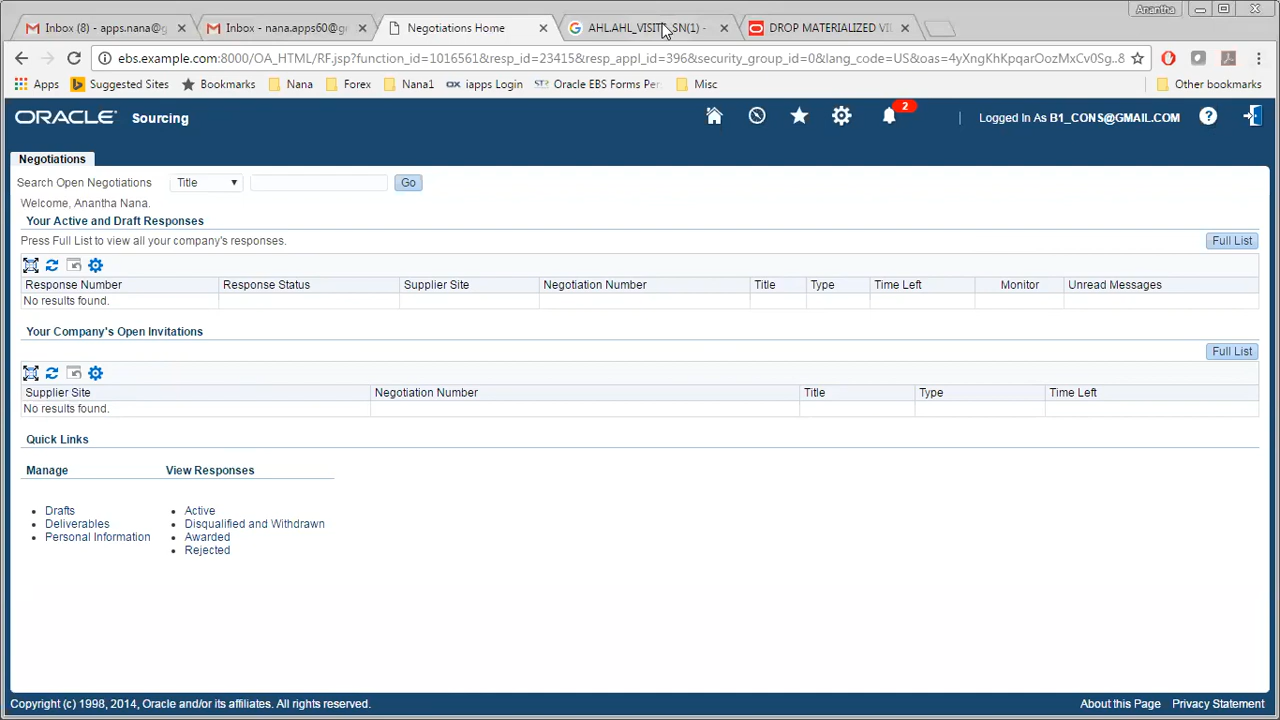 Anantha
Inbox (8) - apps.nana@g
Inbox - nana.apps60@g
Negotiations Home
AHLAHL_VISIT_SN(1) -
DROP MATERIALIZED VI
ebs.example.com:8000/OA_HTML/RF.jsp?function_id=1016551&resp_id=23415&resp_appl_id=396&security_group_id=0&lang_code=US&oas=4yXngKhKpqarOozMxCv0Sg..8
Apps Suggested Sites Bookmarks Nana Forex Nana1 iapps Login Oracle EBS Forms Per Misc Other bookmarks
ORACLE Sourcing 2 Logged In As B1_CONS@GMAIL.COM
Negotiations
Search Open Negotiations Title Go
Welcome, Anantha Nana.
Your Active and Draft Responses
Press Full List to view all your company's responses. Full List
Response Number Response Status Supplier Site Negotiation Number Title Type Time Left Monitor Unread Messages
No results found.
Your Company's Open Invitations
Full List
Supplier Site Negotiation Number Title Type Time Left
No results found.
Quick Links
Manage View Responses
Drafts Active
Deliverables Disqualified and Withdrawn
Personal Information Awarded
Rejected
Copyright (c) 1998, 2014, Oracle and/or its affiliates. All rights reserved. About this Page Privacy Statement